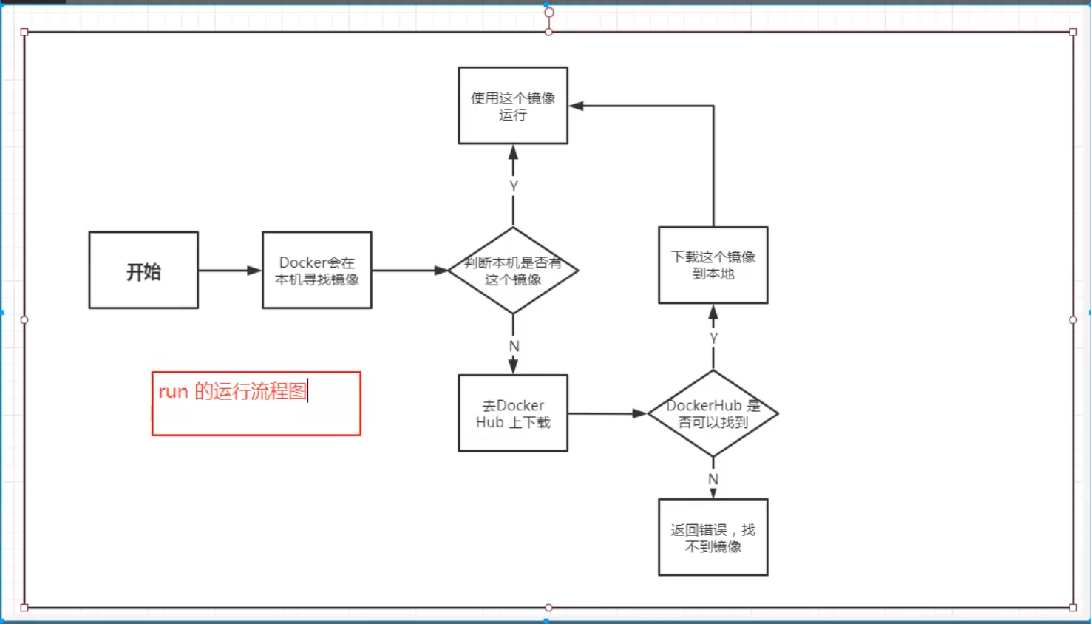 使用这个镜像
运行
Y
开始
Docker会在
本机寻找镜像
判断本机是否有
这个镜像
下载这个镜像
到本地
N
Y
run 的运行流程图
去Docker
Hub 上下载
DockerHub 是
否可以找到
N
返回错误，找
不到镜像